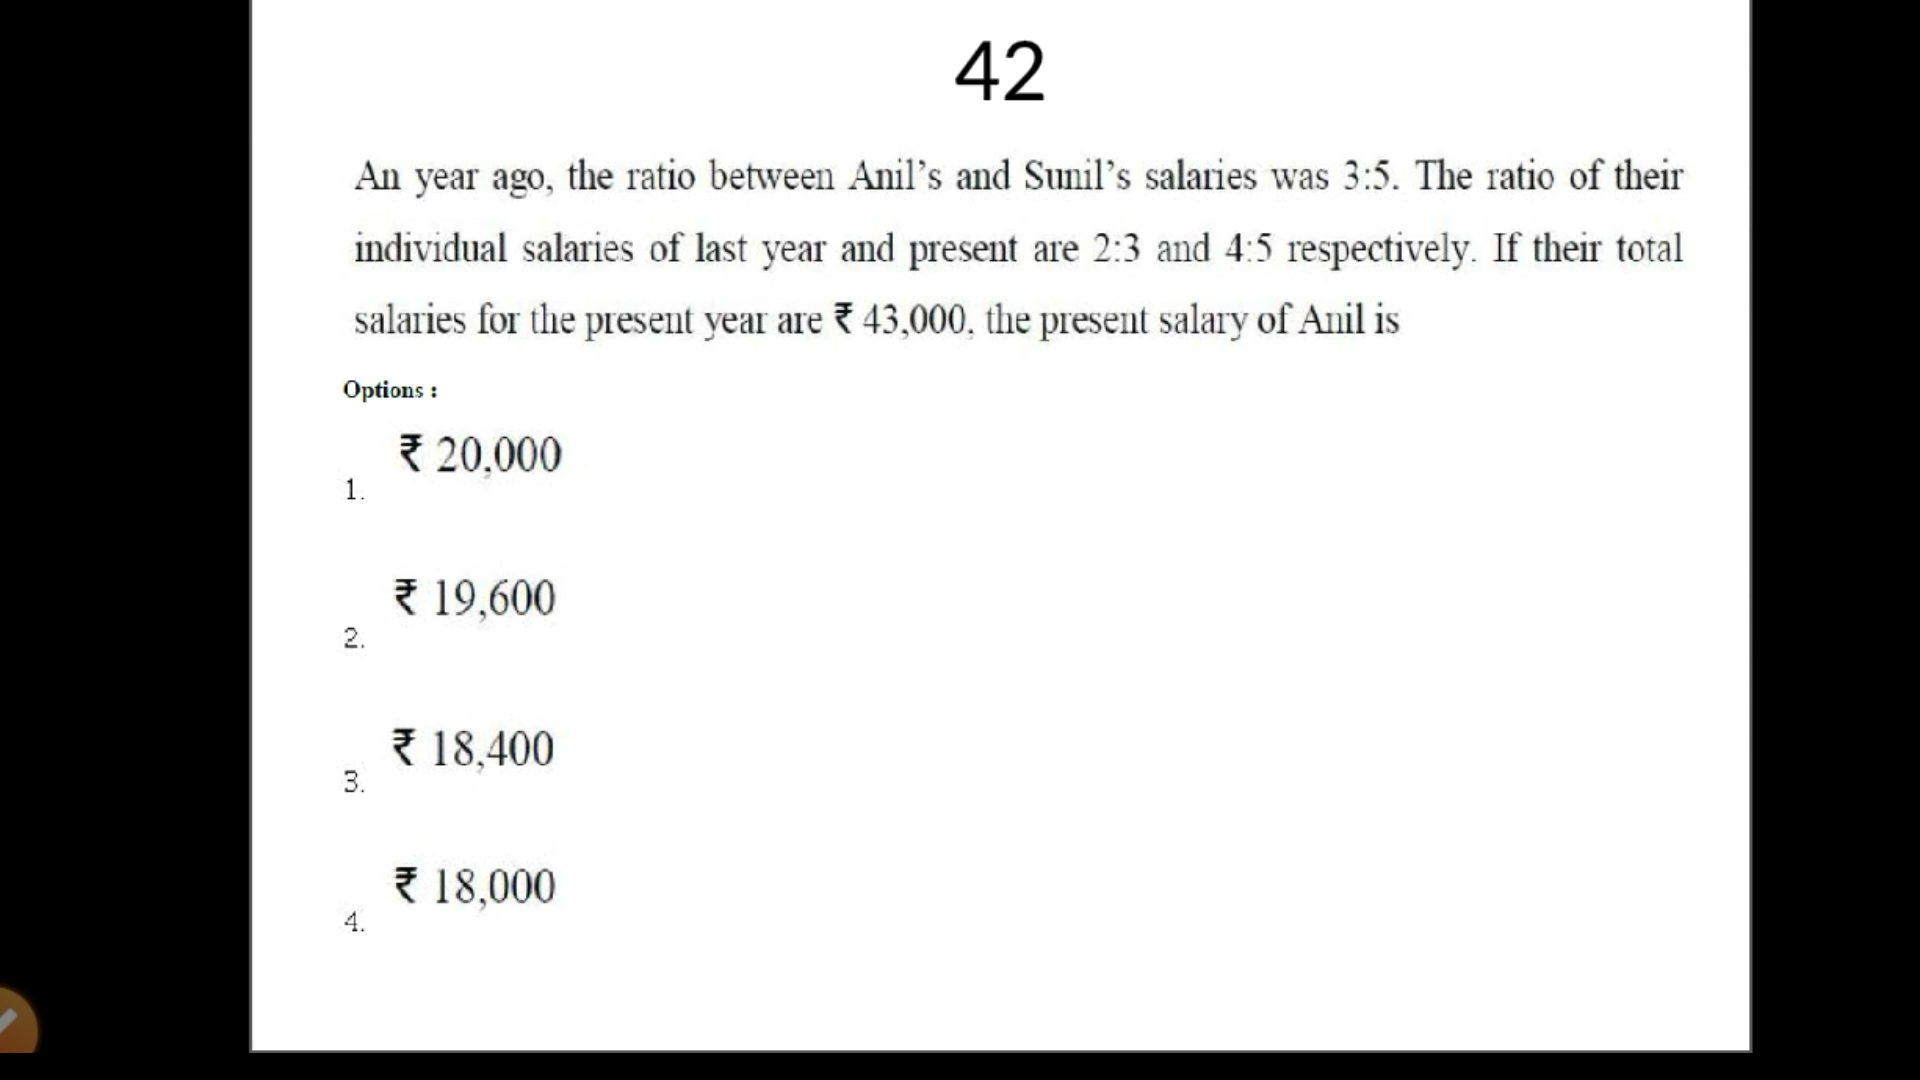 42
An year ago, the ratio between Anil’s and Sunil’s salaries was 3:5. The ratio of their
individual salaries of last year and present are 2:3 and 4:5 respectively. If their total
salaries for the present year are ₹ 43,000, the present salary of Anil is
Options :
₹ 20,000
1.
₹ 19,600
2.
₹ 18,400
3.
₹ 18,000
4.